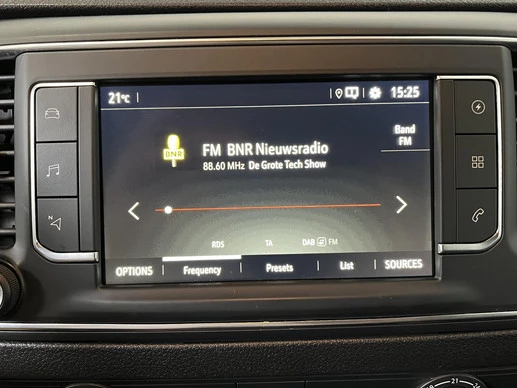 21°C 15:25
Band
FM
BNR
FM BNR Nieuwsradio
88.60 MHz De Grote Tech Show
RDS TA DAB FM
OPTIONS Frequency Presets List SOURCES
N
21